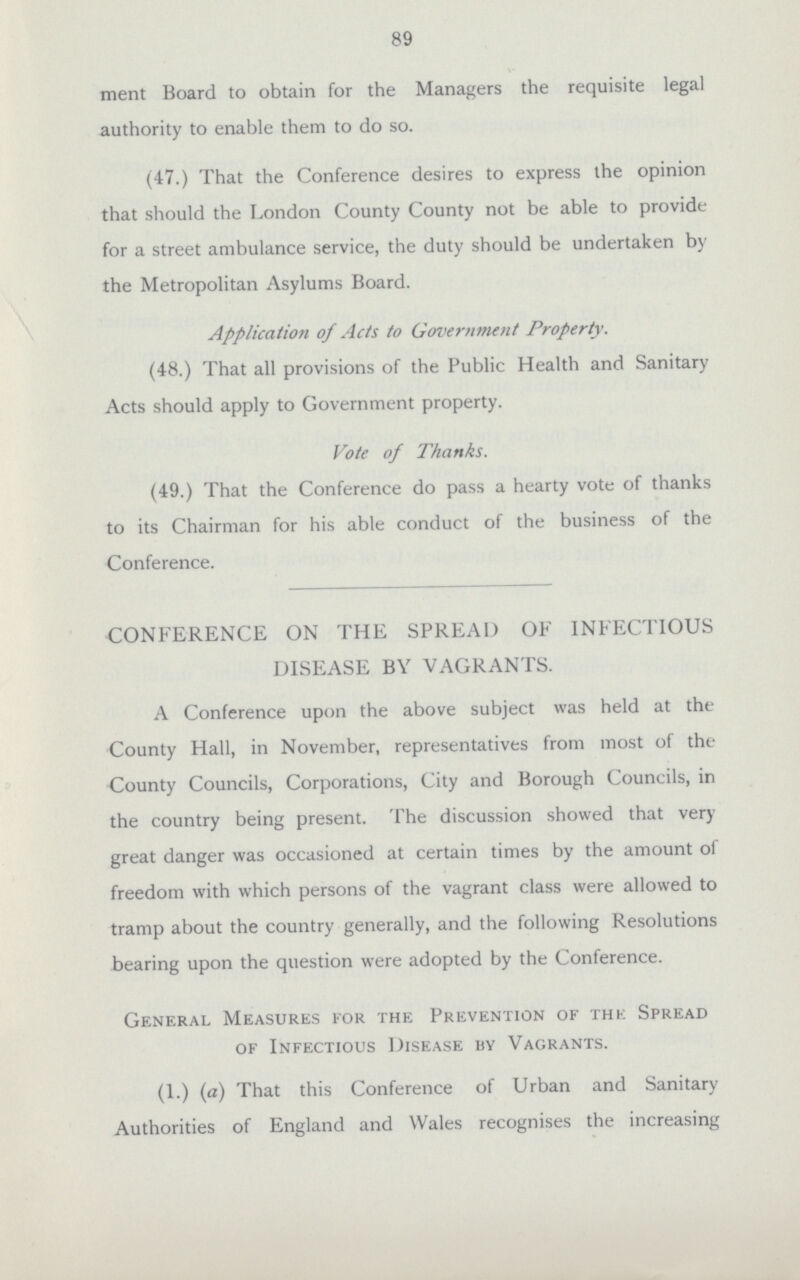 89
ment Board to obtain for the Managers the requisite legal
authority to enable them to do so.
(47.) That the Conference desires to express the opinion
that should the London County County not be able to provide
for a street ambulance service, the duty should be undertaken by
the Metropolitan Asylums Board.
Application of Acts to Government Property.
(48.) That all provisions of the Public Health and Sanitary
Acts should apply to Government property.
Vote of Thanks.
(49.) That the Conference do pass a hearty vote of thanks
to its Chairman for his able conduct of the business of the
Conference.
CONFERENCE ON THE SPREAD OF INFECTIOUS
DISEASE BY VAGRANTS.
A Conference upon the above subject was held at the
County Hall, in November, representatives from most of the
County Councils, Corporations, City and Borough Councils, in
the country being present. The discussion showed that very
great danger was occasioned at certain times by the amount of
freedom with which persons of the vagrant class were allowed to
tramp about the country generally, and the following Resolutions
bearing upon the question were adopted by the Conference.
General Measures for the Prevention of the Spread
of Infectious Disease by Vagrants.
(1.) (a) That this Conference of Urban and Sanitary
Authorities of England and Wales recognises the increasing